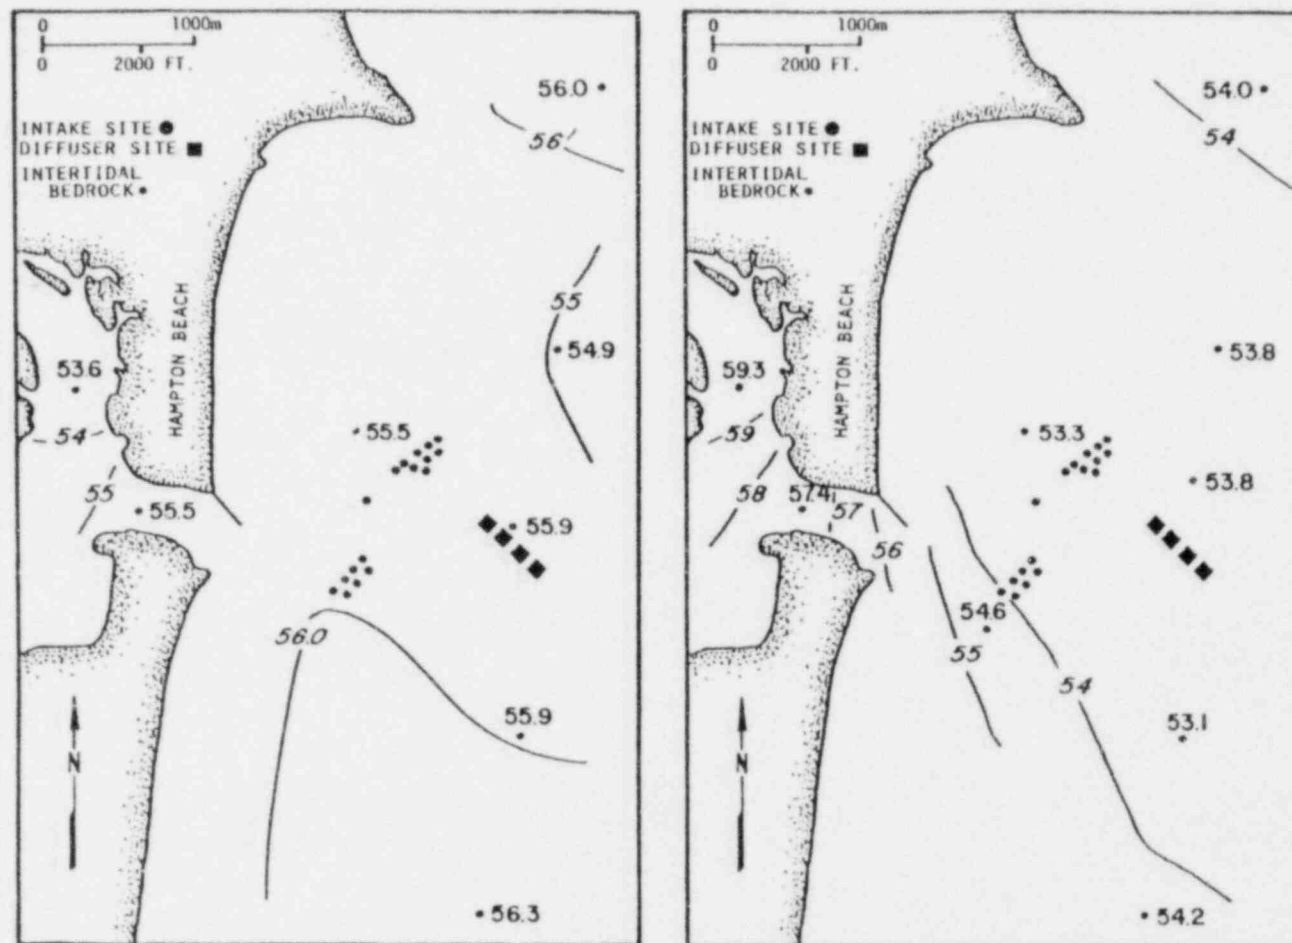 0 1000m
0 2000 FT.
INTAKE SITE
DIFFUSER SITE
INTERTIDAL
BEDROCK
56.0
56
HAMPTON BEACH
55
54.9
53.6
54
55.5
55
55.5
55.9
56.0
55.9
N
56.3
0 1000m
0 2000 FT.
INTAKE SITE
DIFFUSER SITE
INTERTIDAL
BEDROCK
54.0
54
HAMPTON BEACH
53.8
59.3
59
53.3
58
57.4
57
53.8
56
54.6
55
54
53.1
N
54.2